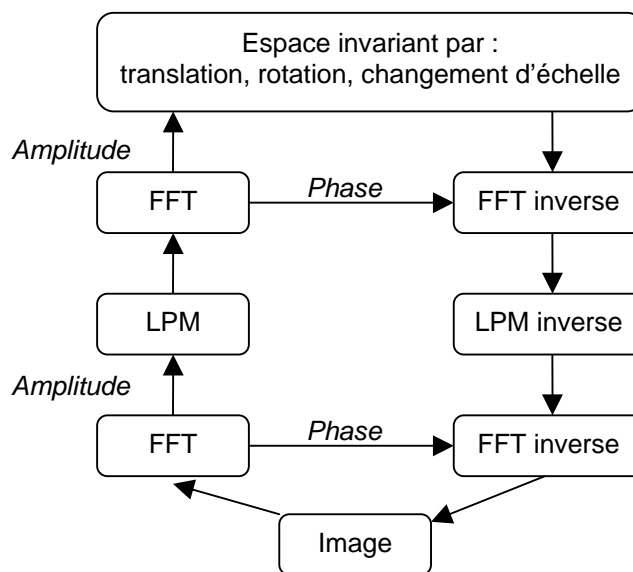 Espace invariant par :
translation, rotation, changement d’échelle
Amplitude
FFT
Phase
FFT inverse
LPM
LPM inverse
Amplitude
FFT
Phase
FFT inverse
Image